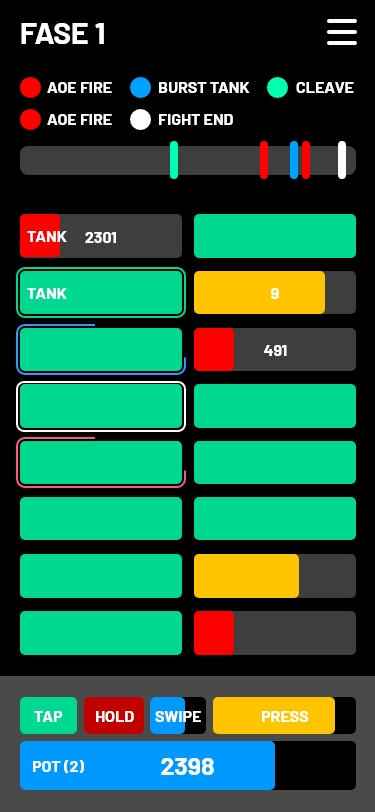 FASE 1
AOE FIRE BURST TANK CLEAVE
AOE FIRE FIGHT END
TANK 2301
TANK 9
491
TAP HOLD SWIPE PRESS
POT (2) 2398